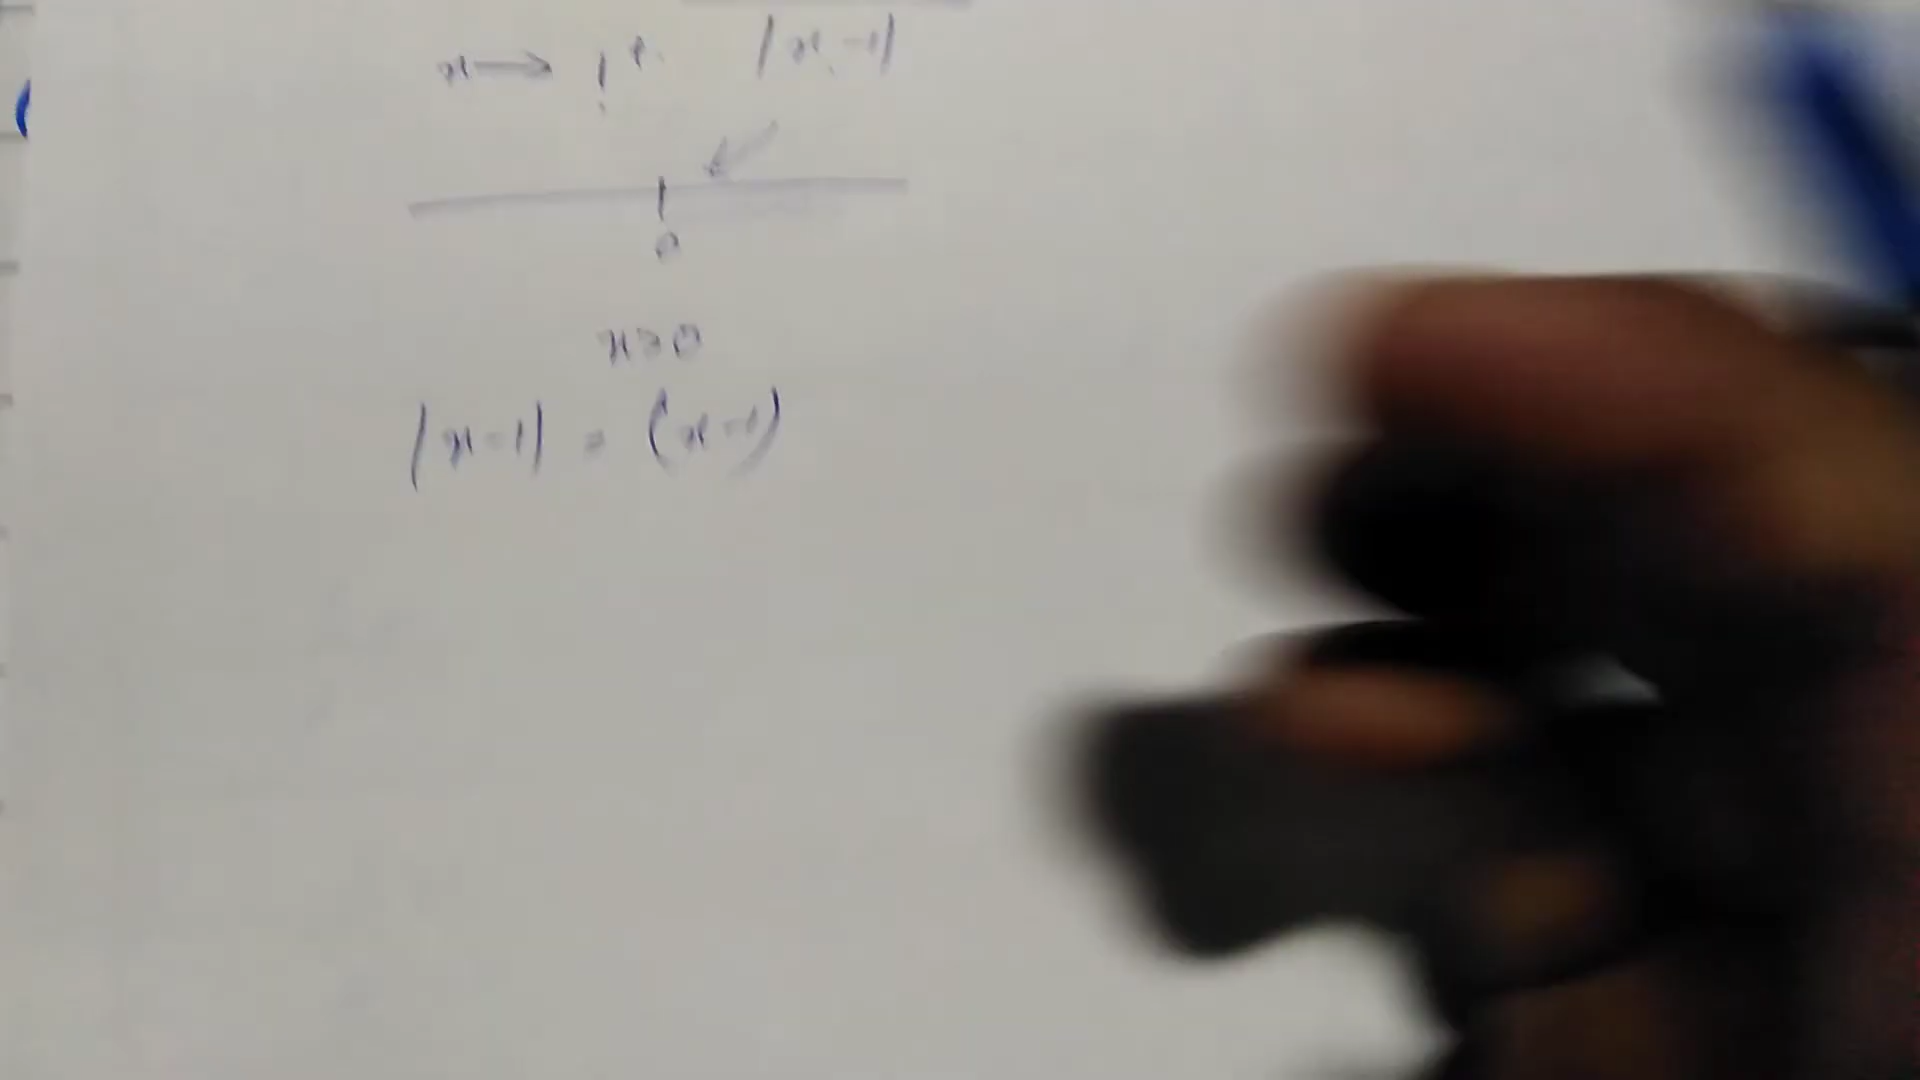 x → 1⁺ |x-1|
0
x>0
|x-1| = (x-1)